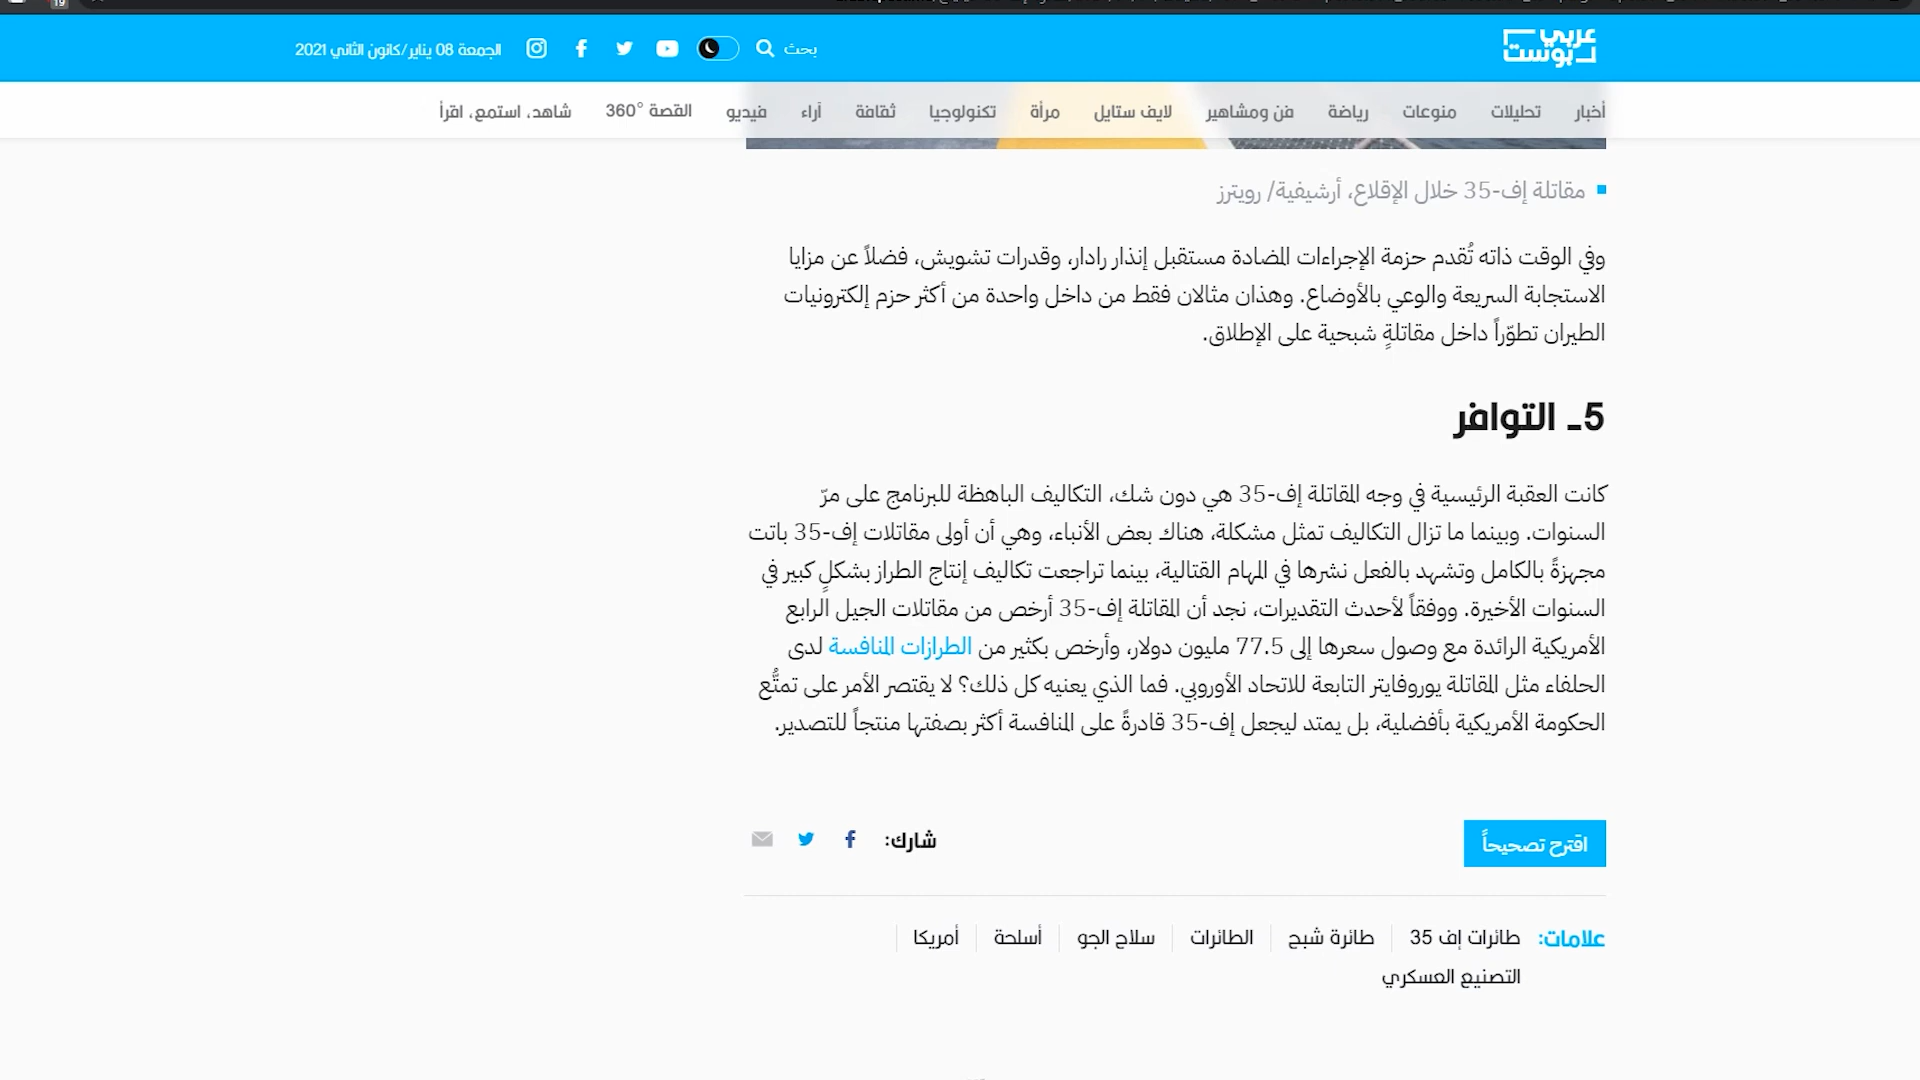 عربي بوست
بحث
الجمعة 08 يناير/كانون الثاني 2021
أخبار تحليلات منوعات رياضة فن ومشاهير لايف ستايل مرأة تكنولوجيا ثقافة آراء فيديو القصة °360 شاهد، استمع، اقرأ
مقاتلة إف-35 خلال الإقلاع، أرشيفية/ رويترز
وفي الوقت ذاته تُقدم حزمة الإجراءات المضادة مستقبل إنذار رادار، وقدرات تشويش، فضلاً عن مزايا
الاستجابة السريعة والوعي بالأوضاع. وهذان مثالان فقط من داخل واحدة من أكثر حزم إلكترونيات
الطيران تطوّراً داخل مقاتلةٍ شبحية على الإطلاق.
5ـ التوافر
كانت العقبة الرئيسية في وجه المقاتلة إف-35 هي دون شك، التكاليف الباهظة للبرنامج على مرّ
السنوات. وبينما ما تزال التكاليف تمثل مشكلة، هناك بعض الأنباء، وهي أن أولى مقاتلات إف-35 باتت
مجهزةً بالكامل وتشهد بالفعل نشرها في المهام القتالية، بينما تراجعت تكاليف إنتاج الطراز بشكلٍ كبير في
السنوات الأخيرة. ووفقاً لأحدث التقديرات، نجد أن المقاتلة إف-35 أرخص من مقاتلات الجيل الرابع
الأمريكية الرائدة مع وصول سعرها إلى 77.5 مليون دولار، وأرخص بكثير من الطرازات المنافسة لدى
الحلفاء مثل المقاتلة يوروفايتر التابعة للاتحاد الأوروبي. فما الذي يعنيه كل ذلك؟ لا يقتصر الأمر على تمتُّع
الحكومة الأمريكية بأفضلية، بل يمتد ليجعل إف-35 قادرةً على المنافسة أكثر بصفتها منتجاً للتصدير.
اقترح تصحيحاً
شارك:
علامات: طائرات إف 35 طائرة شبح الطائرات سلاح الجو أسلحة أمريكا
التصنيع العسكري